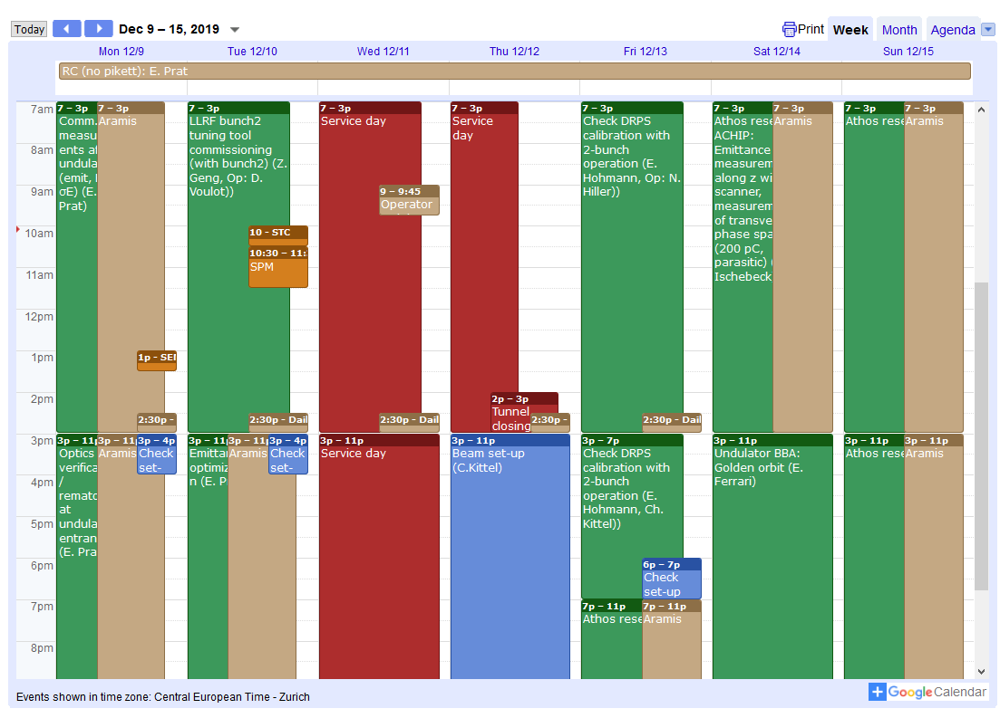 Today
Dec 9 – 15, 2019
Print
Week
Month
Agenda
Mon 12/9
Tue 12/10
Wed 12/11
Thu 12/12
Fri 12/13
Sat 12/14
Sun 12/15
RC (no pikett): E. Prat
7am
8am
9am
10am
11am
12pm
1pm
2pm
3pm
4pm
5pm
6pm
7pm
8pm
7 – 3p
Comm.
measu
ents af
undula
(emit,
σE) (E.
Prat)
7 – 3p
Aramis
1p - SEI
2:30p -
3p – 11p
Optics
verifica
/
rematc
at
undula
entran
(E. Pra
3p – 11p
Aramis
3p – 4p
Check
set-
7 – 3p
LLRF bunch2
tuning tool
commissioning
(with bunch2) (Z.
Geng, Op: D.
Voulot))
10 - STC
10:30 – 11:
SPM
2:30p - Dail
3p – 11p
Emittar
optimiz
n (E. P
3p – 11p
Aramis
3p – 4p
Check
set-
7 – 3p
Service day
9 – 9:45
Operator
2:30p - Dail
3p – 11p
Service day
7 – 3p
Service
day
2p – 3p
Tunnel
closing
2:30p -
3p – 11p
Beam set-up
(C.Kittel)
7 – 3p
Check DRPS
calibration with
2-bunch
operation (E.
Hohmann, Op: N.
Hiller))
2:30p - Dail
3p – 7p
Check DRPS
calibration with
2-bunch
operation (E.
Hohmann, Ch.
Kittel))
6p – 7p
Check
set-up
7p – 11p
Athos rese
7p – 11p
Aramis
7 – 3p
Athos rese
ACHIP:
Emittance
measurem
along z wi
scanner,
measurem
of transve
phase spa
(200 pC,
parasitic) (
Ischebeck
7 – 3p
Aramis
3p – 11p
Undulator BBA:
Golden orbit (E.
Ferrari)
7 – 3p
Athos rese
7 – 3p
Aramis
3p – 11p
Athos rese
3p – 11p
Aramis
Events shown in time zone: Central European Time - Zurich
Google Calendar